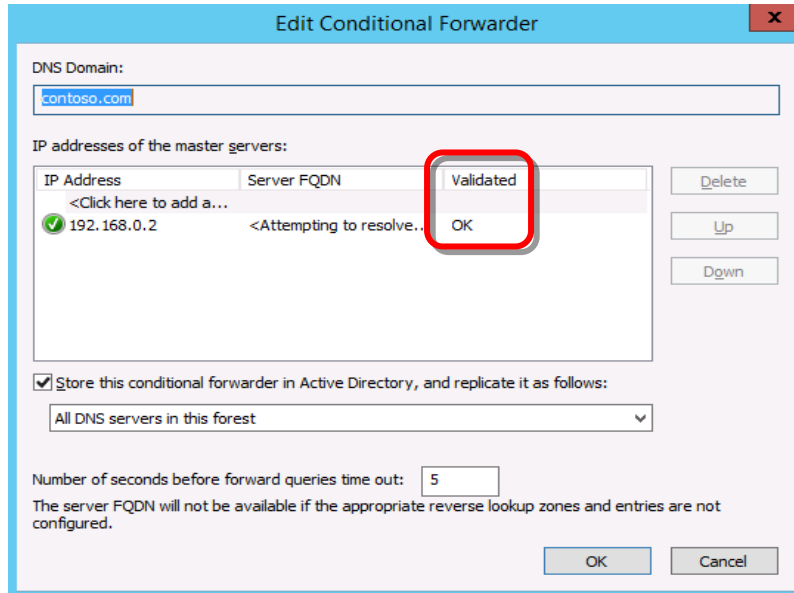 Edit Conditional Forwarder
x
DNS Domain:
contoso.com
IP addresses of the master servers:
IP Address Server FQDN Validated
<Click here to add a...
192.168.0.2 <Attempting to resolve... OK
Delete
Up
Down
Store this conditional forwarder in Active Directory, and replicate it as follows:
All DNS servers in this forest
Number of seconds before forward queries time out: 5
The server FQDN will not be available if the appropriate reverse lookup zones and entries are not
configured.
OK Cancel